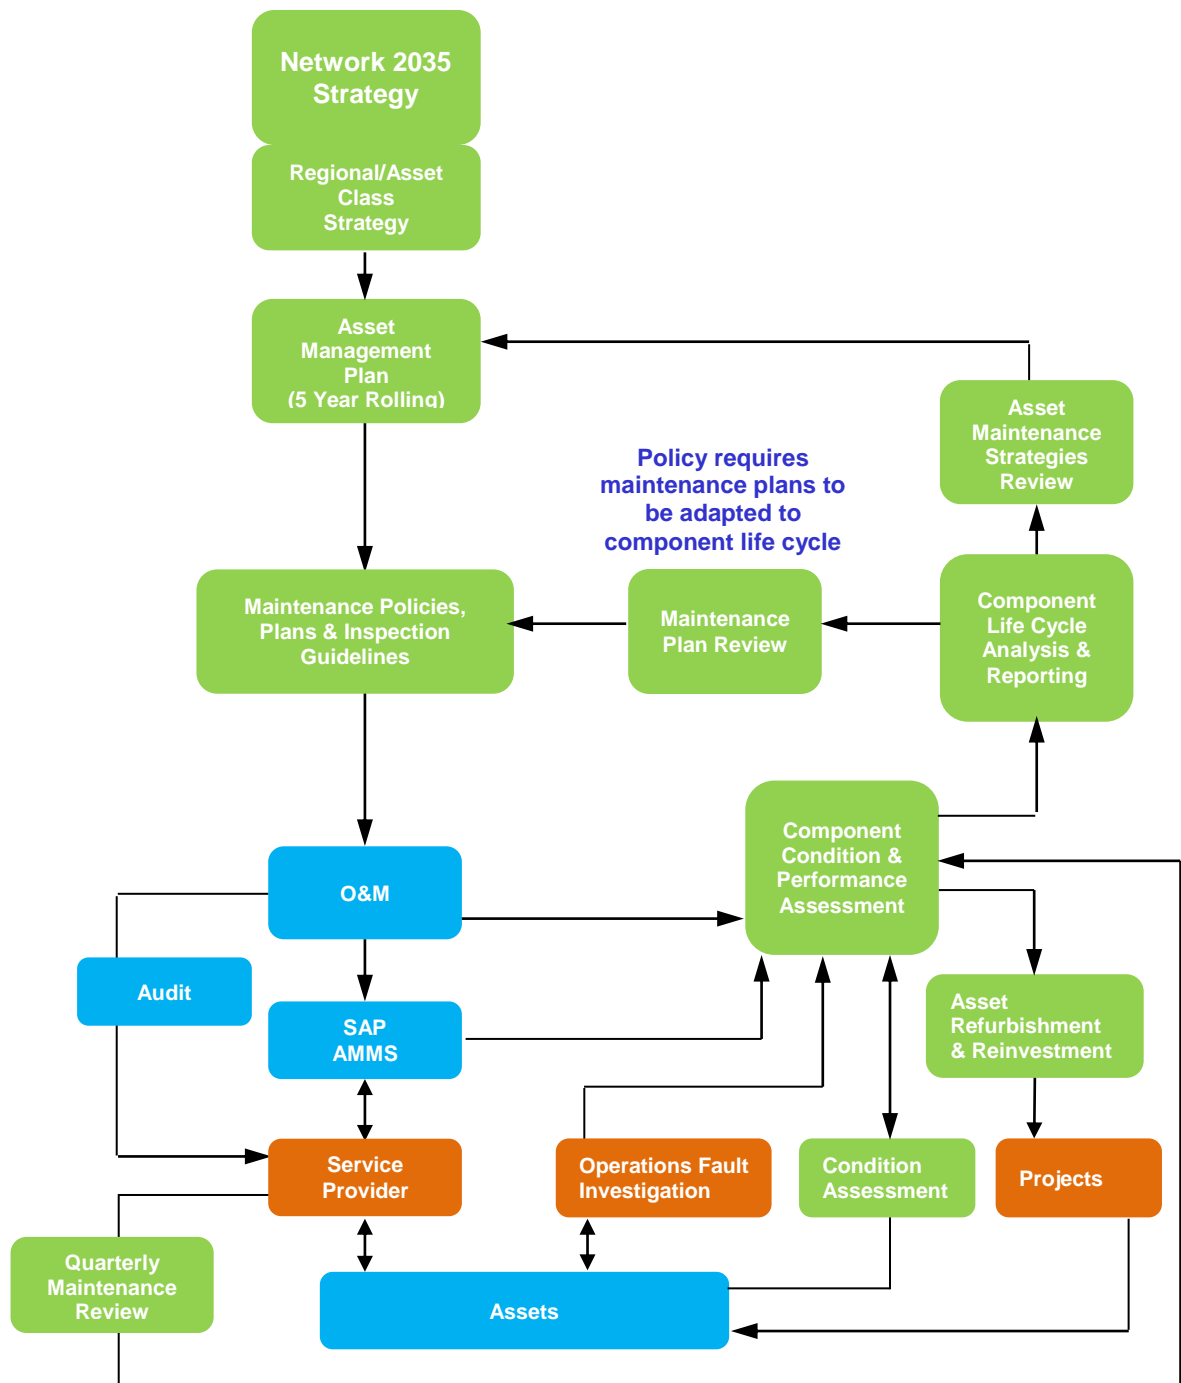 Network 2035
Strategy
Regional/Asset
Class
Strategy
Asset
Management
Plan
(5 Year Rolling)
Asset
Maintenance
Strategies
Review
Policy requires
maintenance plans to
be adapted to
component life cycle
Maintenance Policies,
Plans & Inspection
Guidelines
Maintenance
Plan Review
Component
Life Cycle
Analysis &
Reporting
Component
Condition &
Performance
Assessment
O&M
Audit
SAP
AMMS
Asset
Refurbishment
& Reinvestment
Service
Provider
Operations Fault
Investigation
Condition
Assessment
Projects
Quarterly
Maintenance
Review
Assets